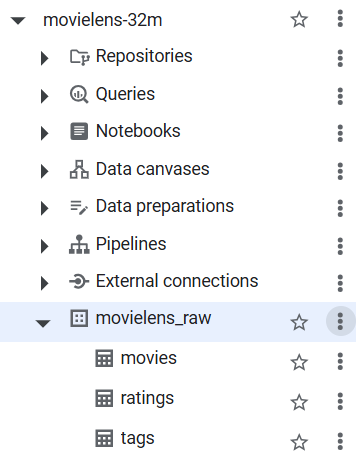 movielens-32m
Repositories
Queries
Notebooks
Data canvases
Data preparations
Pipelines
External connections
movielens_raw
movies
ratings
tags